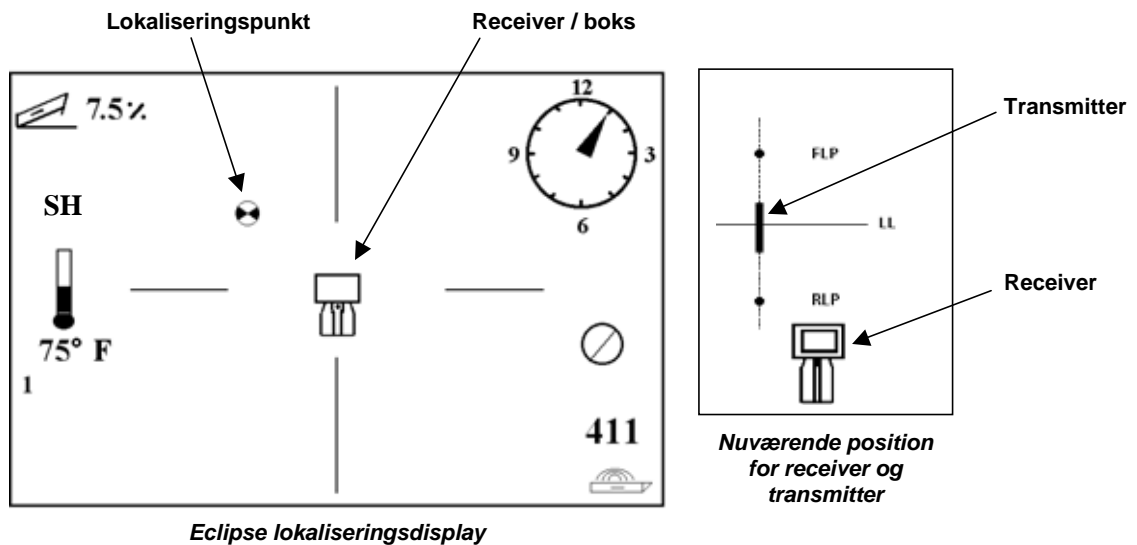 Lokaliseringspunkt
Receiver / boks
7.5%
12
3
6
9
SH
75° F
1
411
Eclipse lokaliseringsdisplay
FLP
LL
RLP
Transmitter
Receiver
Nuværende position
for receiver og
transmitter